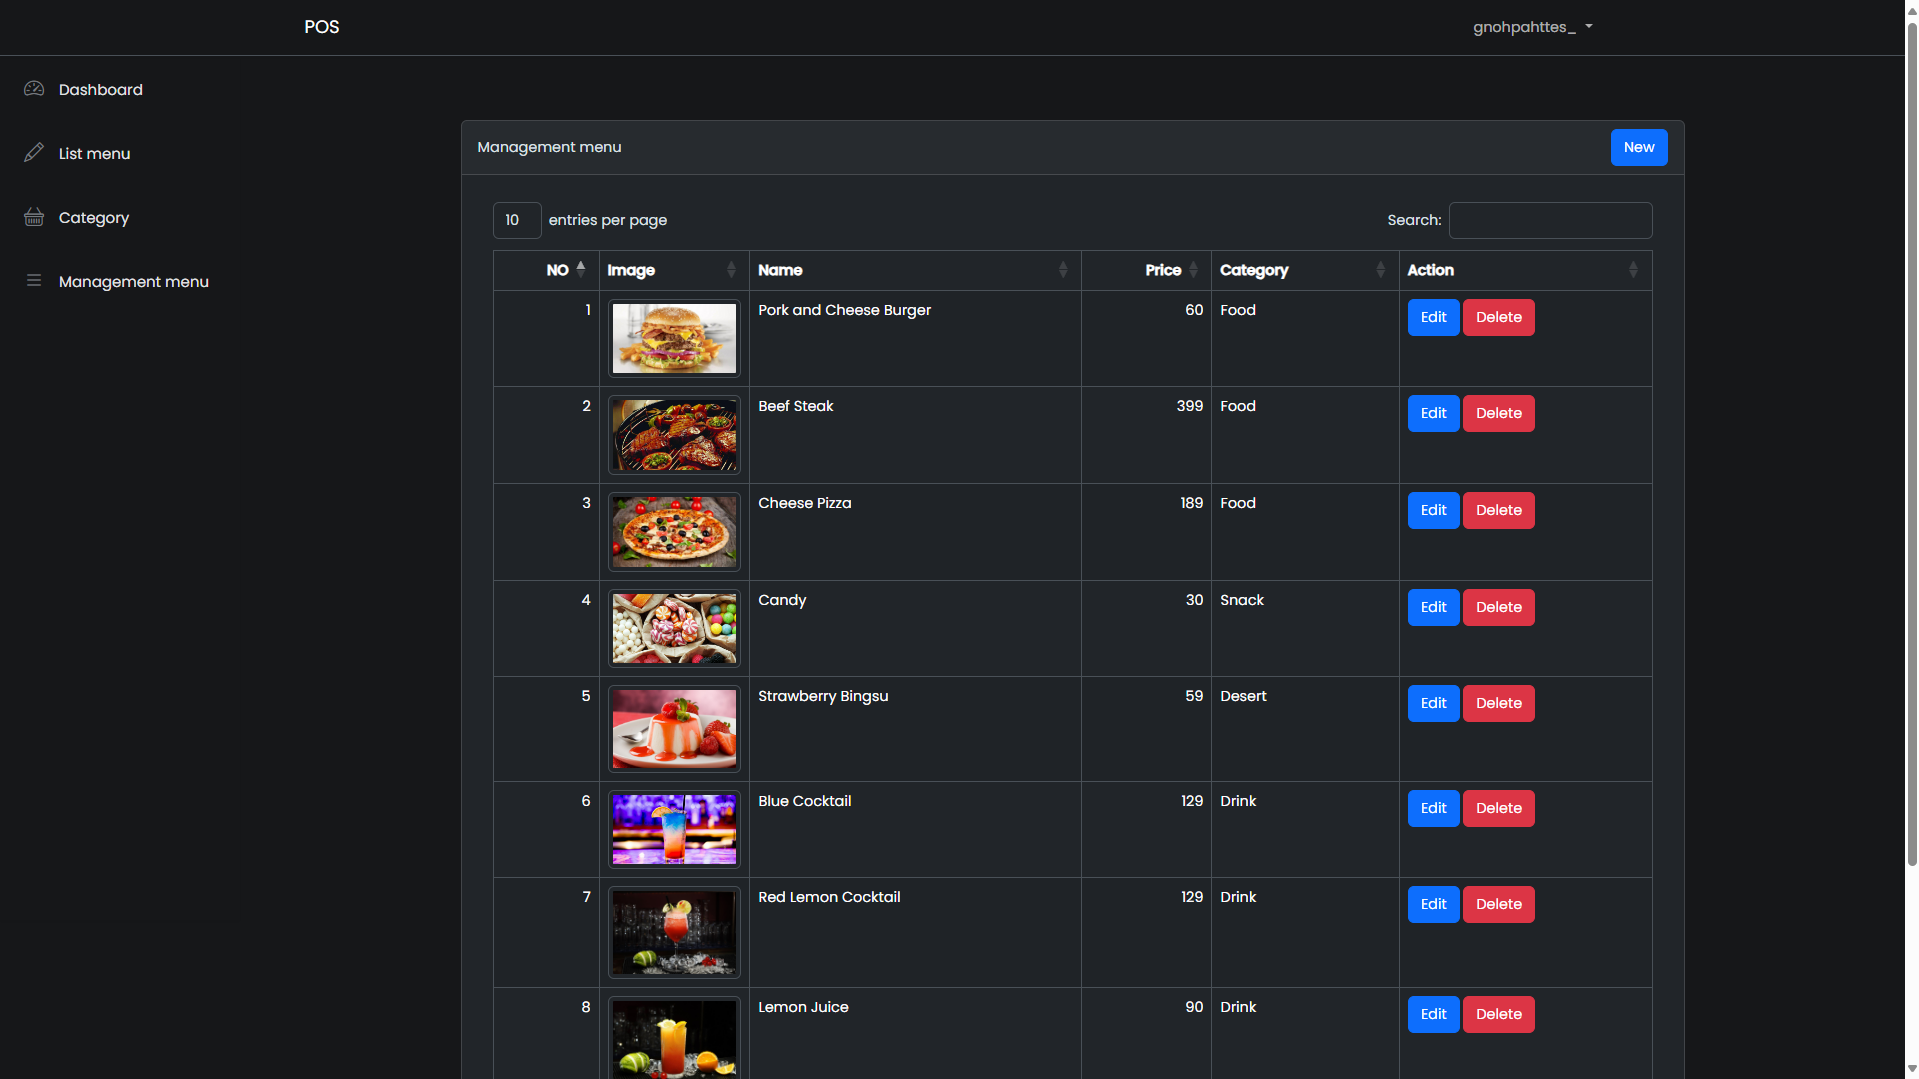 POS
gnohpahttes_
Dashboard
List menu
Category
Management menu
Management menu
New
10 entries per page
Search:
NO Image Name Price Category Action
1 Pork and Cheese Burger 60 Food Edit Delete
2 Beef Steak 399 Food Edit Delete
3 Cheese Pizza 189 Food Edit Delete
4 Candy 30 Snack Edit Delete
5 Strawberry Bingsu 59 Desert Edit Delete
6 Blue Cocktail 129 Drink Edit Delete
7 Red Lemon Cocktail 129 Drink Edit Delete
8 Lemon Juice 90 Drink Edit Delete